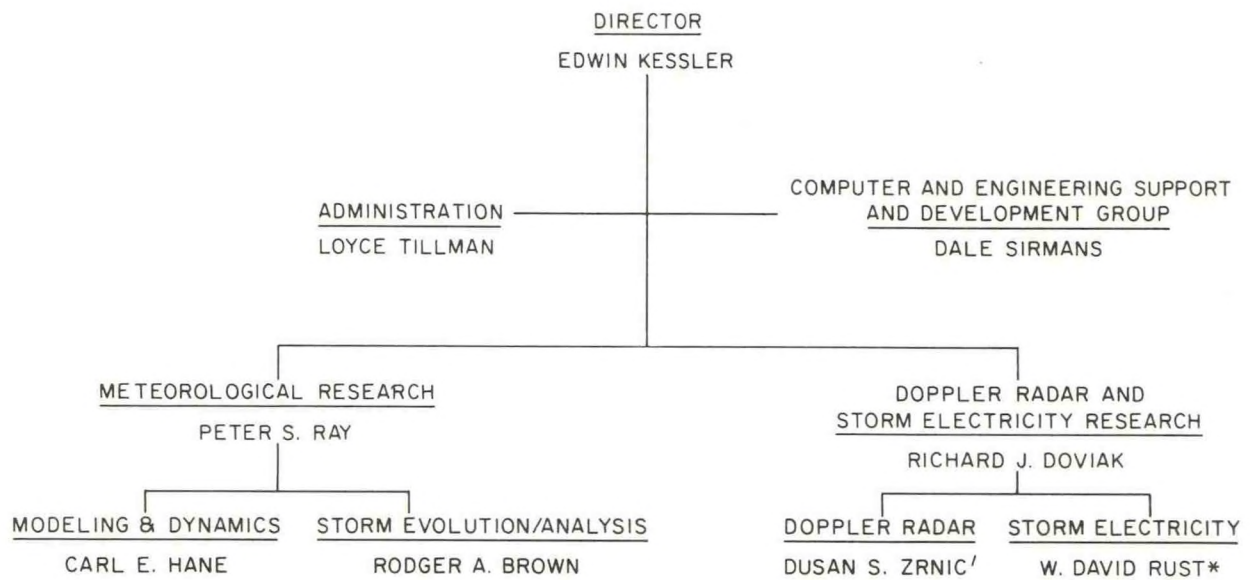 DIRECTOR
EDWIN KESSLER
ADMINISTRATION
LOYCE TILLMAN
COMPUTER AND ENGINEERING SUPPORT
AND DEVELOPMENT GROUP
DALE SIRMANS
METEOROLOGICAL RESEARCH
PETER S. RAY
DOPPLER RADAR AND
STORM ELECTRICITY RESEARCH
RICHARD J. DOVIAK
MODELING & DYNAMICS
CARL E. HANE
STORM EVOLUTION/ANALYSIS
RODGER A. BROWN
DOPPLER RADAR
DUSAN S. ZRNIC'
STORM ELECTRICITY
W. DAVID RUST*